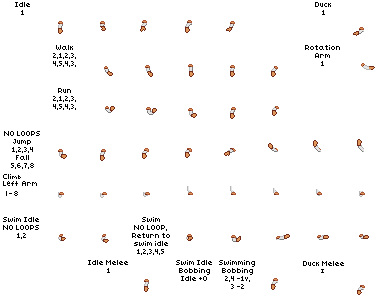 Idle
1
Duck
1
Walk
2,1,2,3,
4,5,4,3,
Rotation
Arm
1
Run
2,1,2,3,
4,5,4,3,
NO LOOPS
Jump
1,2,3,4
Fall
5,6,7,8
Climb
Left Arm
1 - 8
Swim Idle
NO LOOPS
1,2
Swim
NO LOOP,
Return to
swim idle
1,2,3,4,5
Swim Idle
Bobbing
Idle +0
Swimming
Bobbing
2,4 -1v,
3 -2
Idle Melee
1
Duck Melee
1